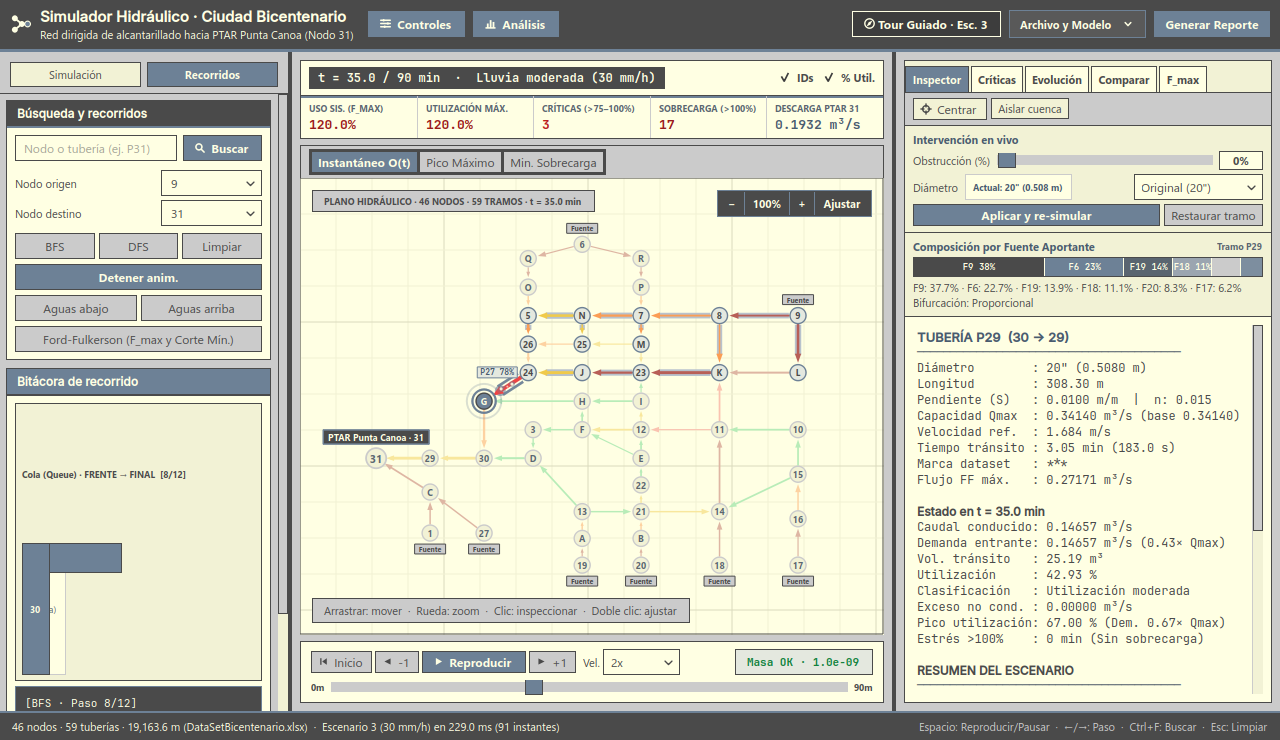 Simulador Hidráulico · Ciudad Bicentenario
Red dirigida de alcantarillado hacia PTAR Punta Canoa (Nodo 31)
Controles
Análisis
Tour Guiado · Esc. 3
Archivo y Modelo
Generar Reporte
Simulación
Recorridos
Búsqueda y recorridos
Nodo o tubería (ej. P31)
Buscar
Nodo origen
9
Nodo destino
31
BFS
DFS
Limpiar
Detener anim.
Aguas abajo
Aguas arriba
Ford-Fulkerson (F_max y Corte Mín.)
Bitácora de recorrido
Cola (Queue) · FRENTE → FINAL [8/12]
30
[BFS · Paso 8/12]
t = 35.0 / 90 min · Lluvia moderada (30 mm/h)
✓ IDs ✓ % Util.
USO SIS. (F_MAX)
120.0%
UTILIZACIÓN MÁX.
120.0%
CRÍTICAS (>75–100%)
3
SOBRECARGA (>100%)
17
DESCARGA PTAR 31
0.1932 m³/s
Instantáneo O(t)
Pico Máximo
Min. Sobrecarga
PLANO HIDRÁULICO · 46 NODOS · 59 TRAMOS · t = 35.0 min
− 100% + Ajustar
Fuente
6
Q R
O P
Fuente
5 N 7 8 9
26 25 M
P27 78%
24 J 23 K L
G H I
PTAR Punta Canoa · 31
3 F 12 11 10
31 29 30 D E
15
C 22
13 21 14 16
1 27 A B
Fuente Fuente
19 20 18 17
Fuente Fuente Fuente Fuente
Arrastrar: mover · Rueda: zoom · Clic: inspeccionar · Doble clic: ajustar
Inicio
-1
Reproducir
+1
Vel.
2x
Masa OK · 1.0e-09
0m
90m
Inspector
Críticas
Evolución
Comparar
F_max
Centrar
Aislar cuenca
Intervención en vivo
Obstrucción (%)
0%
Diámetro
Actual: 20" (0.508 m)
Original (20")
Aplicar y re-simular
Restaurar tramo
Composición por Fuente Aportante
Tramo P29
F9 38% F6 23% F19 14% F18 11%
F9: 37.7% · F6: 22.7% · F19: 13.9% · F18: 11.1% · F20: 8.3% · F17: 6.2%
Bifurcación: Proporcional
TUBERÍA P29 (30 → 29)
Diámetro : 20" (0.5080 m)
Longitud : 308.30 m
Pendiente (S) : 0.0100 m/m | n: 0.015
Capacidad Qmax : 0.34140 m³/s (base 0.34140)
Velocidad ref. : 1.684 m/s
Tiempo tránsito : 3.05 min (183.0 s)
Marca dataset : ***
Flujo FF máx. : 0.27171 m³/s
Estado en t = 35.0 min
Caudal conducido: 0.14657 m³/s
Demanda entrante: 0.14657 m³/s (0.43× Qmax)
Vol. tránsito : 25.19 m³
Utilización : 42.93 %
Clasificación : Utilización moderada
Exceso no cond. : 0.00000 m³/s
Pico utilización: 67.00 % (Dem. 0.67× Qmax)
Estrés >100% : 0 min (Sin sobrecarga)
RESUMEN DEL ESCENARIO
46 nodos · 59 tuberías · 19,163.6 m (DataSetBicentenario.xlsx) · Escenario 3 (30 mm/h) en 229.0 ms (91 instantes)
Espacio: Reproducir/Pausar · ←/→: Paso · Ctrl+F: Buscar · Esc: Limpiar